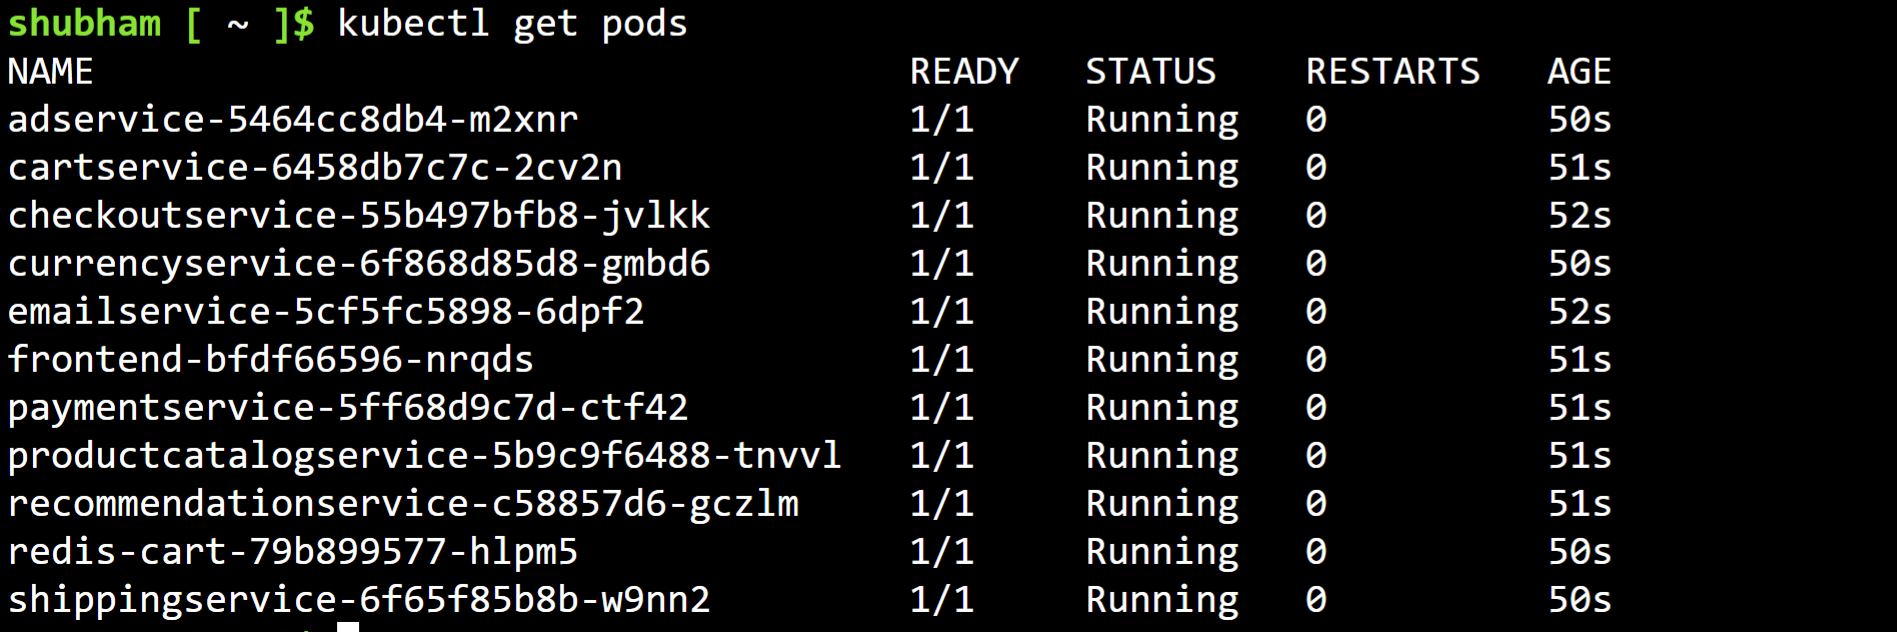 shubham [ ~ ]$ kubectl get pods
NAME READY STATUS RESTARTS AGE
adservice-5464cc8db4-m2xnr 1/1 Running 0 50s
cartservice-6458db7c7c-2cv2n 1/1 Running 0 51s
checkoutservice-55b497bfb8-jvlkk 1/1 Running 0 52s
currencyservice-6f868d85d8-gmbd6 1/1 Running 0 50s
emailservice-5cf5fc5898-6dpf2 1/1 Running 0 52s
frontend-bfdf66596-nrqds 1/1 Running 0 51s
paymentservice-5ff68d9c7d-ctf42 1/1 Running 0 51s
productcatalogservice-5b9c9f6488-tnvvl 1/1 Running 0 51s
recommendationservice-c58857d6-gczlm 1/1 Running 0 51s
redis-cart-79b899577-hlpm5 1/1 Running 0 50s
shippingservice-6f65f85b8b-w9nn2 1/1 Running 0 50s